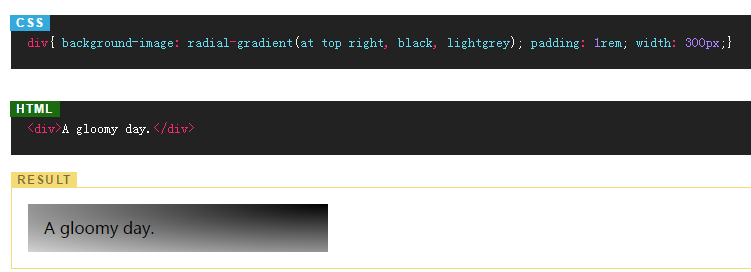 CSS
div{ background-image: radial-gradient(at top right, black, lightgrey); padding: 1rem; width: 300px;}
HTML
<div>A gloomy day.</div>
RESULT
A gloomy day.